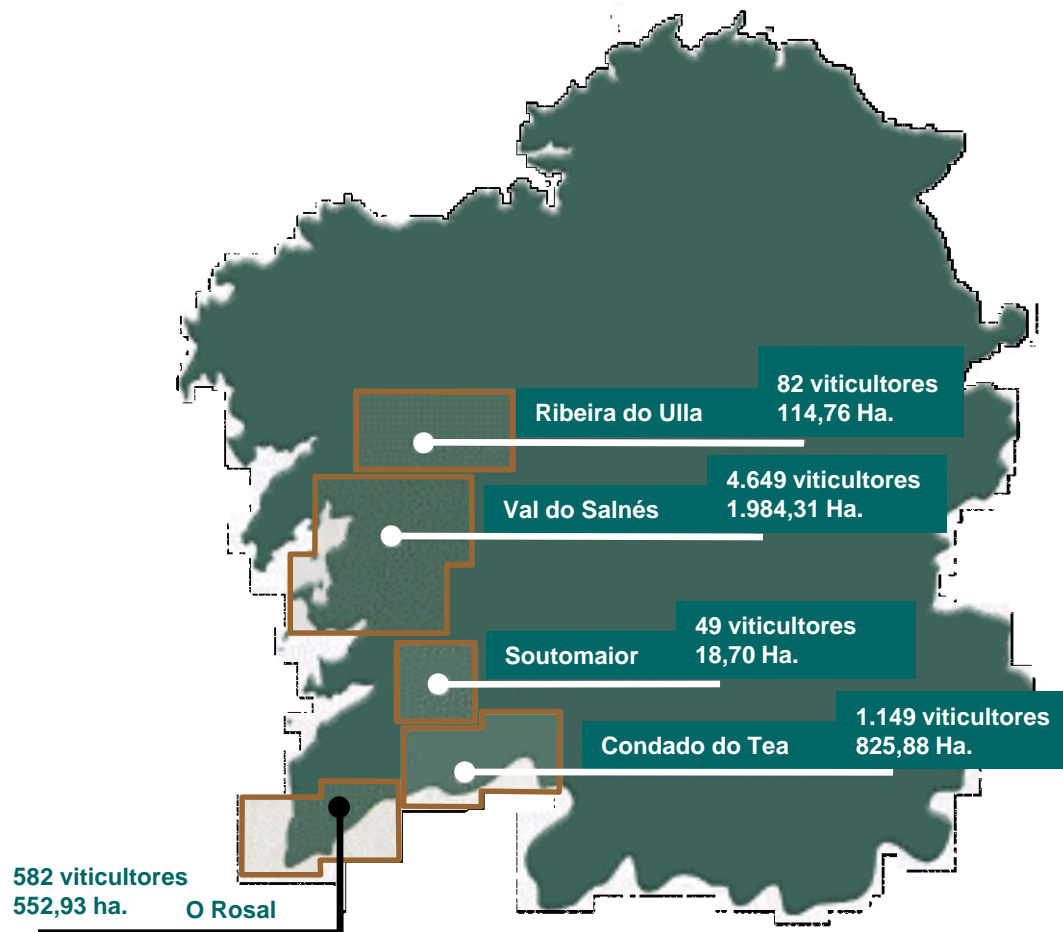 82 viticultores
Ribeira do Ulla
114,76 Ha.
4.649 viticultores
Val do Salnés
1.984,31 Ha.
49 viticultores
Soutomaior
18,70 Ha.
1.149 viticultores
Condado do Tea
825,88 Ha.
582 viticultores
552,93 ha.
O Rosal